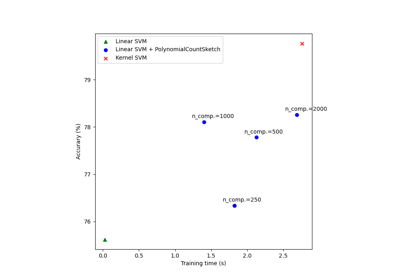 Linear SVM
Linear SVM + PolynomialCountSketch
Kernel SVM
79
78
77
76
Accuracy (%)
n_comp.=2000
n_comp.=1000
n_comp.=500
n_comp.=250
0.0
0.5
1.0
1.5
2.0
2.5
Training time (s)